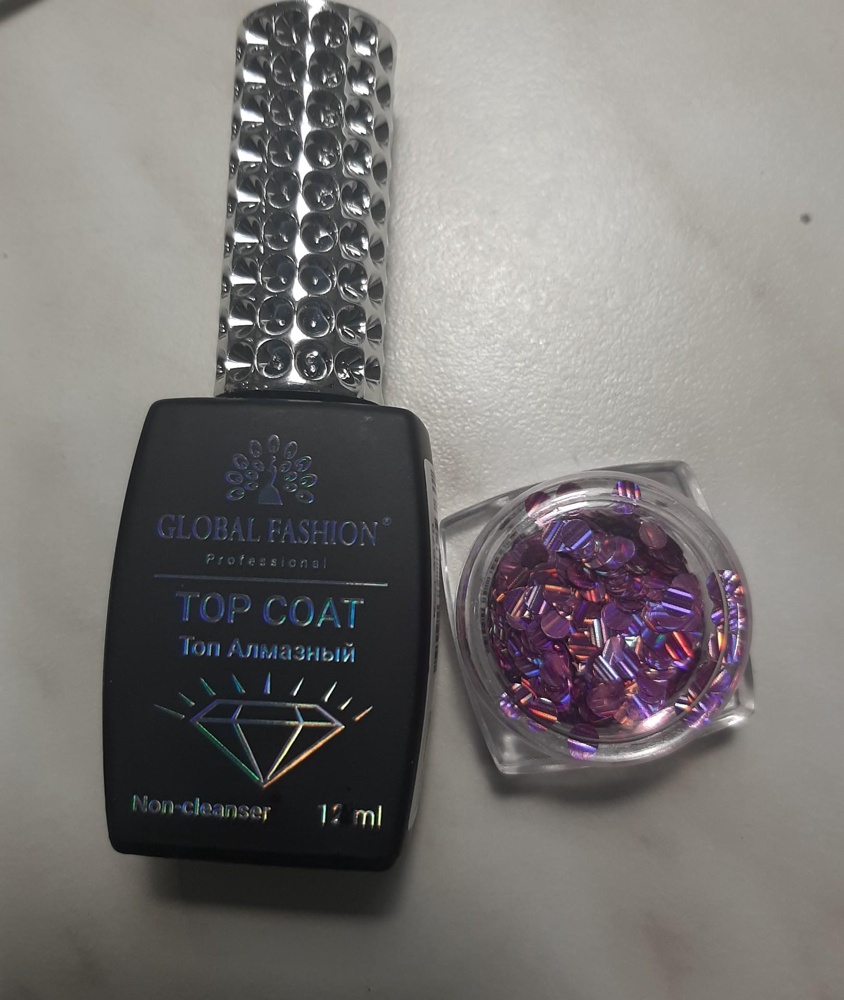 GLOBAL FASHION®
Professional
TOP COAT
Топ Алмазный
Non-cleanser 12 ml